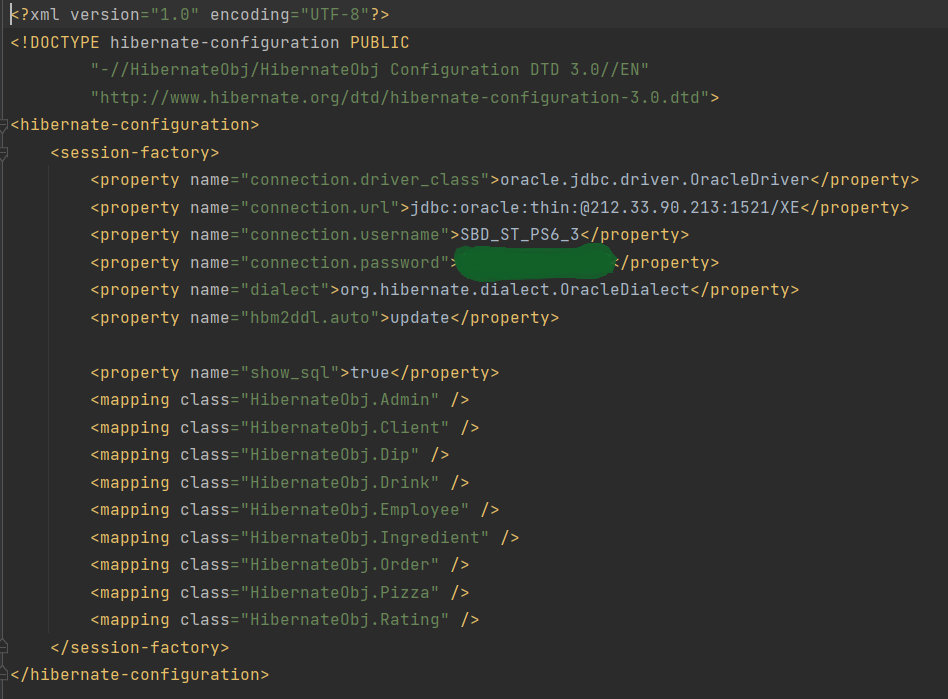 <?xml version="1.0" encoding="UTF-8"?>
<!DOCTYPE hibernate-configuration PUBLIC
        "-//HibernateObj/HibernateObj Configuration DTD 3.0//EN"
        "http://www.hibernate.org/dtd/hibernate-configuration-3.0.dtd">
<hibernate-configuration>
    <session-factory>
        <property name="connection.driver_class">oracle.jdbc.driver.OracleDriver</property>
        <property name="connection.url">jdbc:oracle:thin:@212.33.90.213:1521/XE</property>
        <property name="connection.username">SBD_ST_PS6_3</property>
        <property name="connection.password"></property>
        <property name="dialect">org.hibernate.dialect.OracleDialect</property>
        <property name="hbm2ddl.auto">update</property>

        <property name="show_sql">true</property>
        <mapping class="HibernateObj.Admin" />
        <mapping class="HibernateObj.Client" />
        <mapping class="HibernateObj.Dip" />
        <mapping class="HibernateObj.Drink" />
        <mapping class="HibernateObj.Employee" />
        <mapping class="HibernateObj.Ingredient" />
        <mapping class="HibernateObj.Order" />
        <mapping class="HibernateObj.Pizza" />
        <mapping class="HibernateObj.Rating" />
    </session-factory>
</hibernate-configuration>